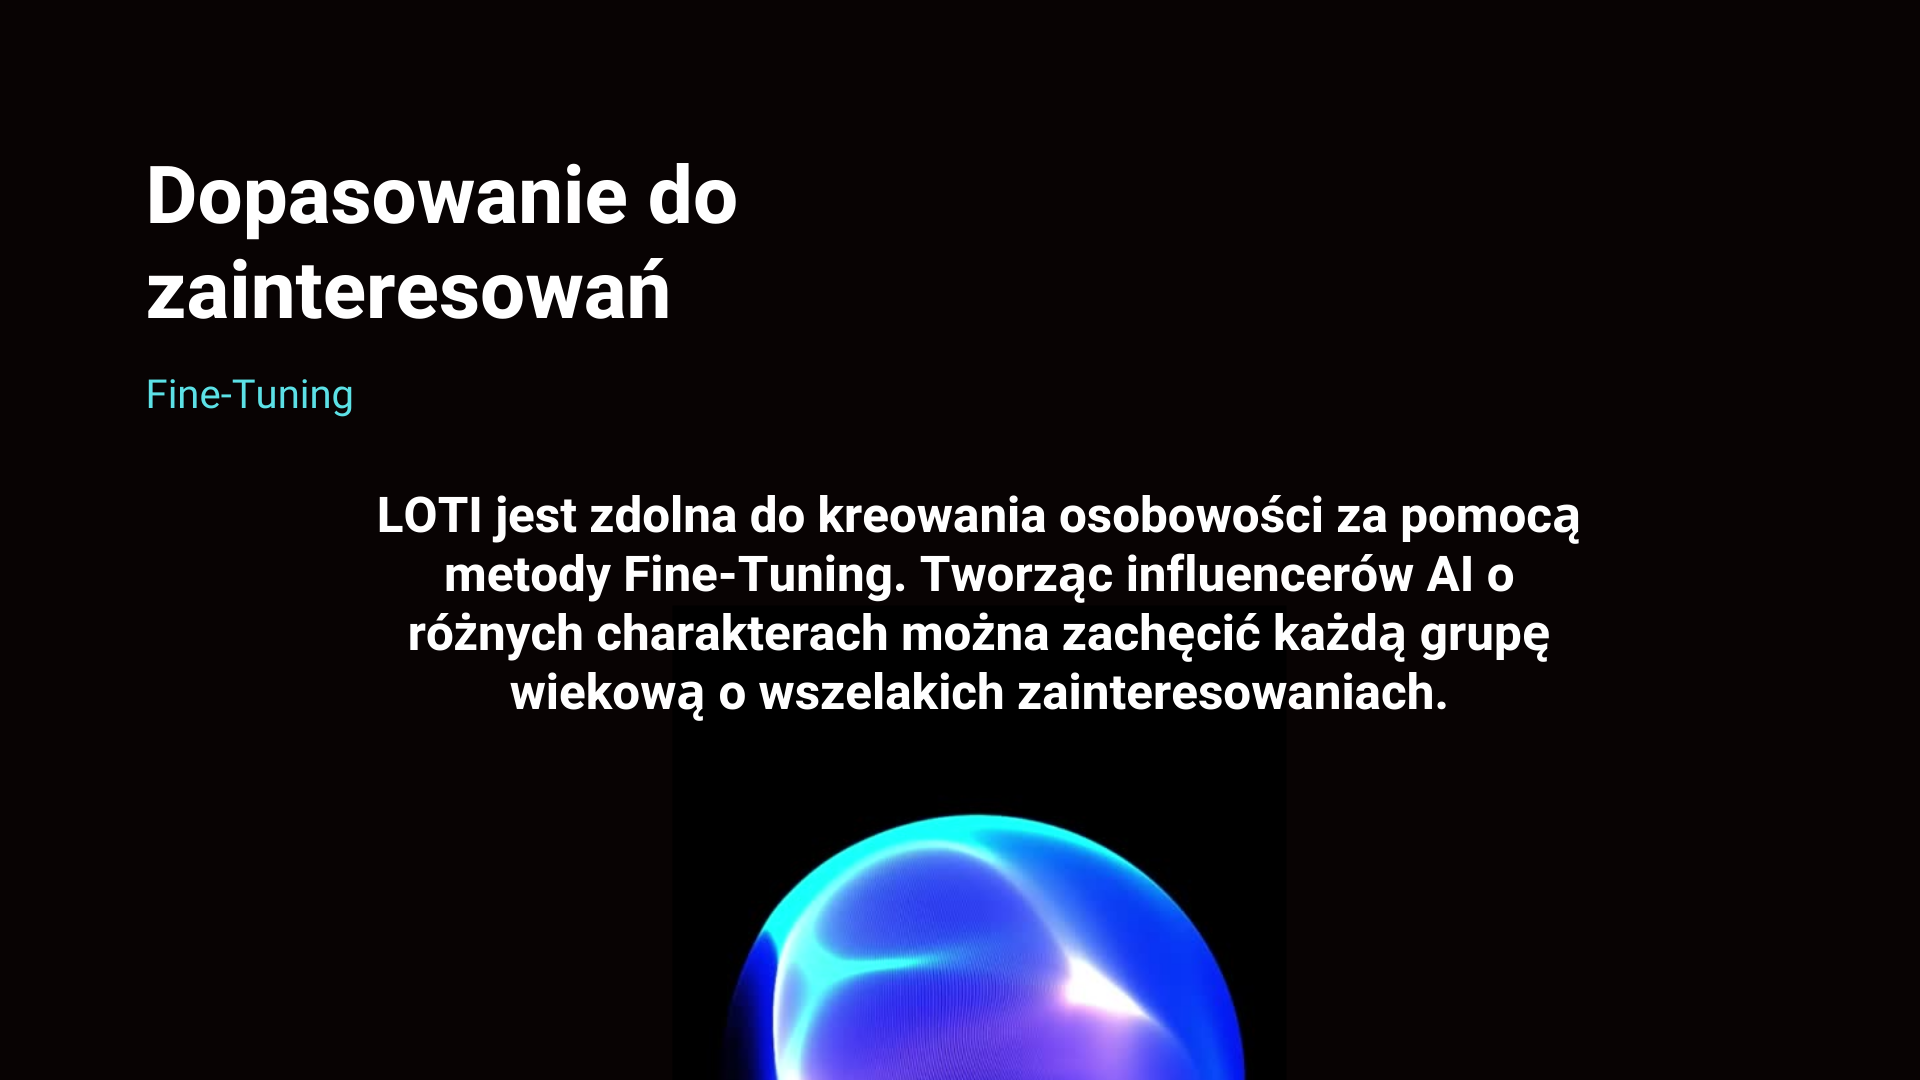 Dopasowanie do
zainteresowań
Fine-Tuning
LOTI jest zdolna do kreowania osobowości za pomocą
metody Fine-Tuning. Tworząc influencerów AI o
różnych charakterach można zachęcić każdą grupę
wiekową o wszelakich zainteresowaniach.